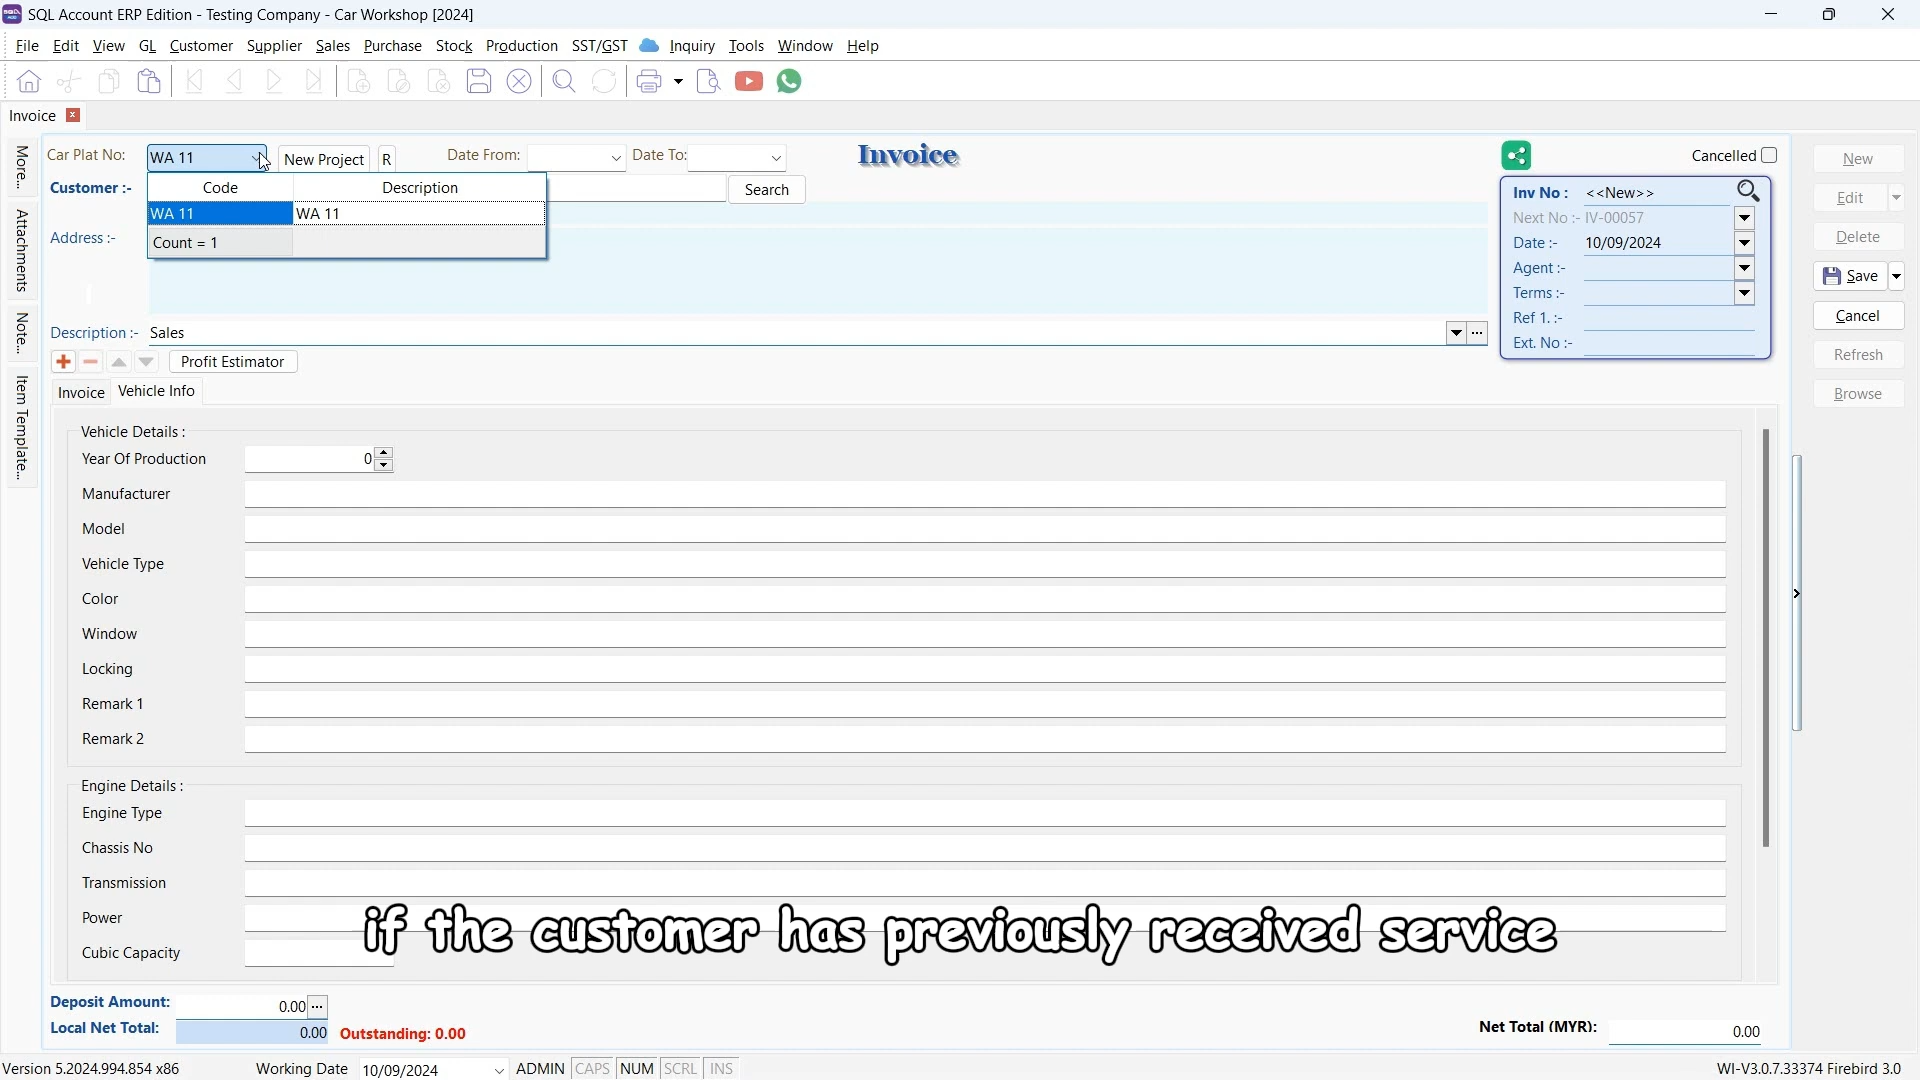 SQL Account ERP Edition - Testing Company - Car Workshop [2024]
File Edit View GL Customer Supplier Sales Purchase Stock Production SST/GST Inquiry Tools Window Help
Invoice
Car Plat No: WA 11 New Project R Date From: Date To: Invoice Cancelled New
Customer :- Code Description Search Inv No : <<New>> Edit
WA 11 WA 11 Next No :- IV-00057
Address :- Count = 1 Date :- 10/09/2024 Delete
Agent :- Save
Terms :-
Ref 1. :- Cancel
Description :- Sales ... Ext. No :-
Profit Estimator Refresh
Invoice Vehicle Info Browse
More...
Attachments
Note...
Item Template...
Vehicle Details :
Year Of Production 0
Manufacturer
Model
Vehicle Type
Color
Window
Locking
Remark 1
Remark 2
Engine Details :
Engine Type
Chassis No
Transmission
Power
Cubic Capacity
if the customer has previously received service
Deposit Amount: 0.00 ...
Local Net Total: 0.00 Outstanding: 0.00 Net Total (MYR): 0.00
Version 5.2024.994.854 x86 Working Date 10/09/2024 ADMIN CAPS NUM SCRL INS WI-V3.0.7.33374 Firebird 3.0